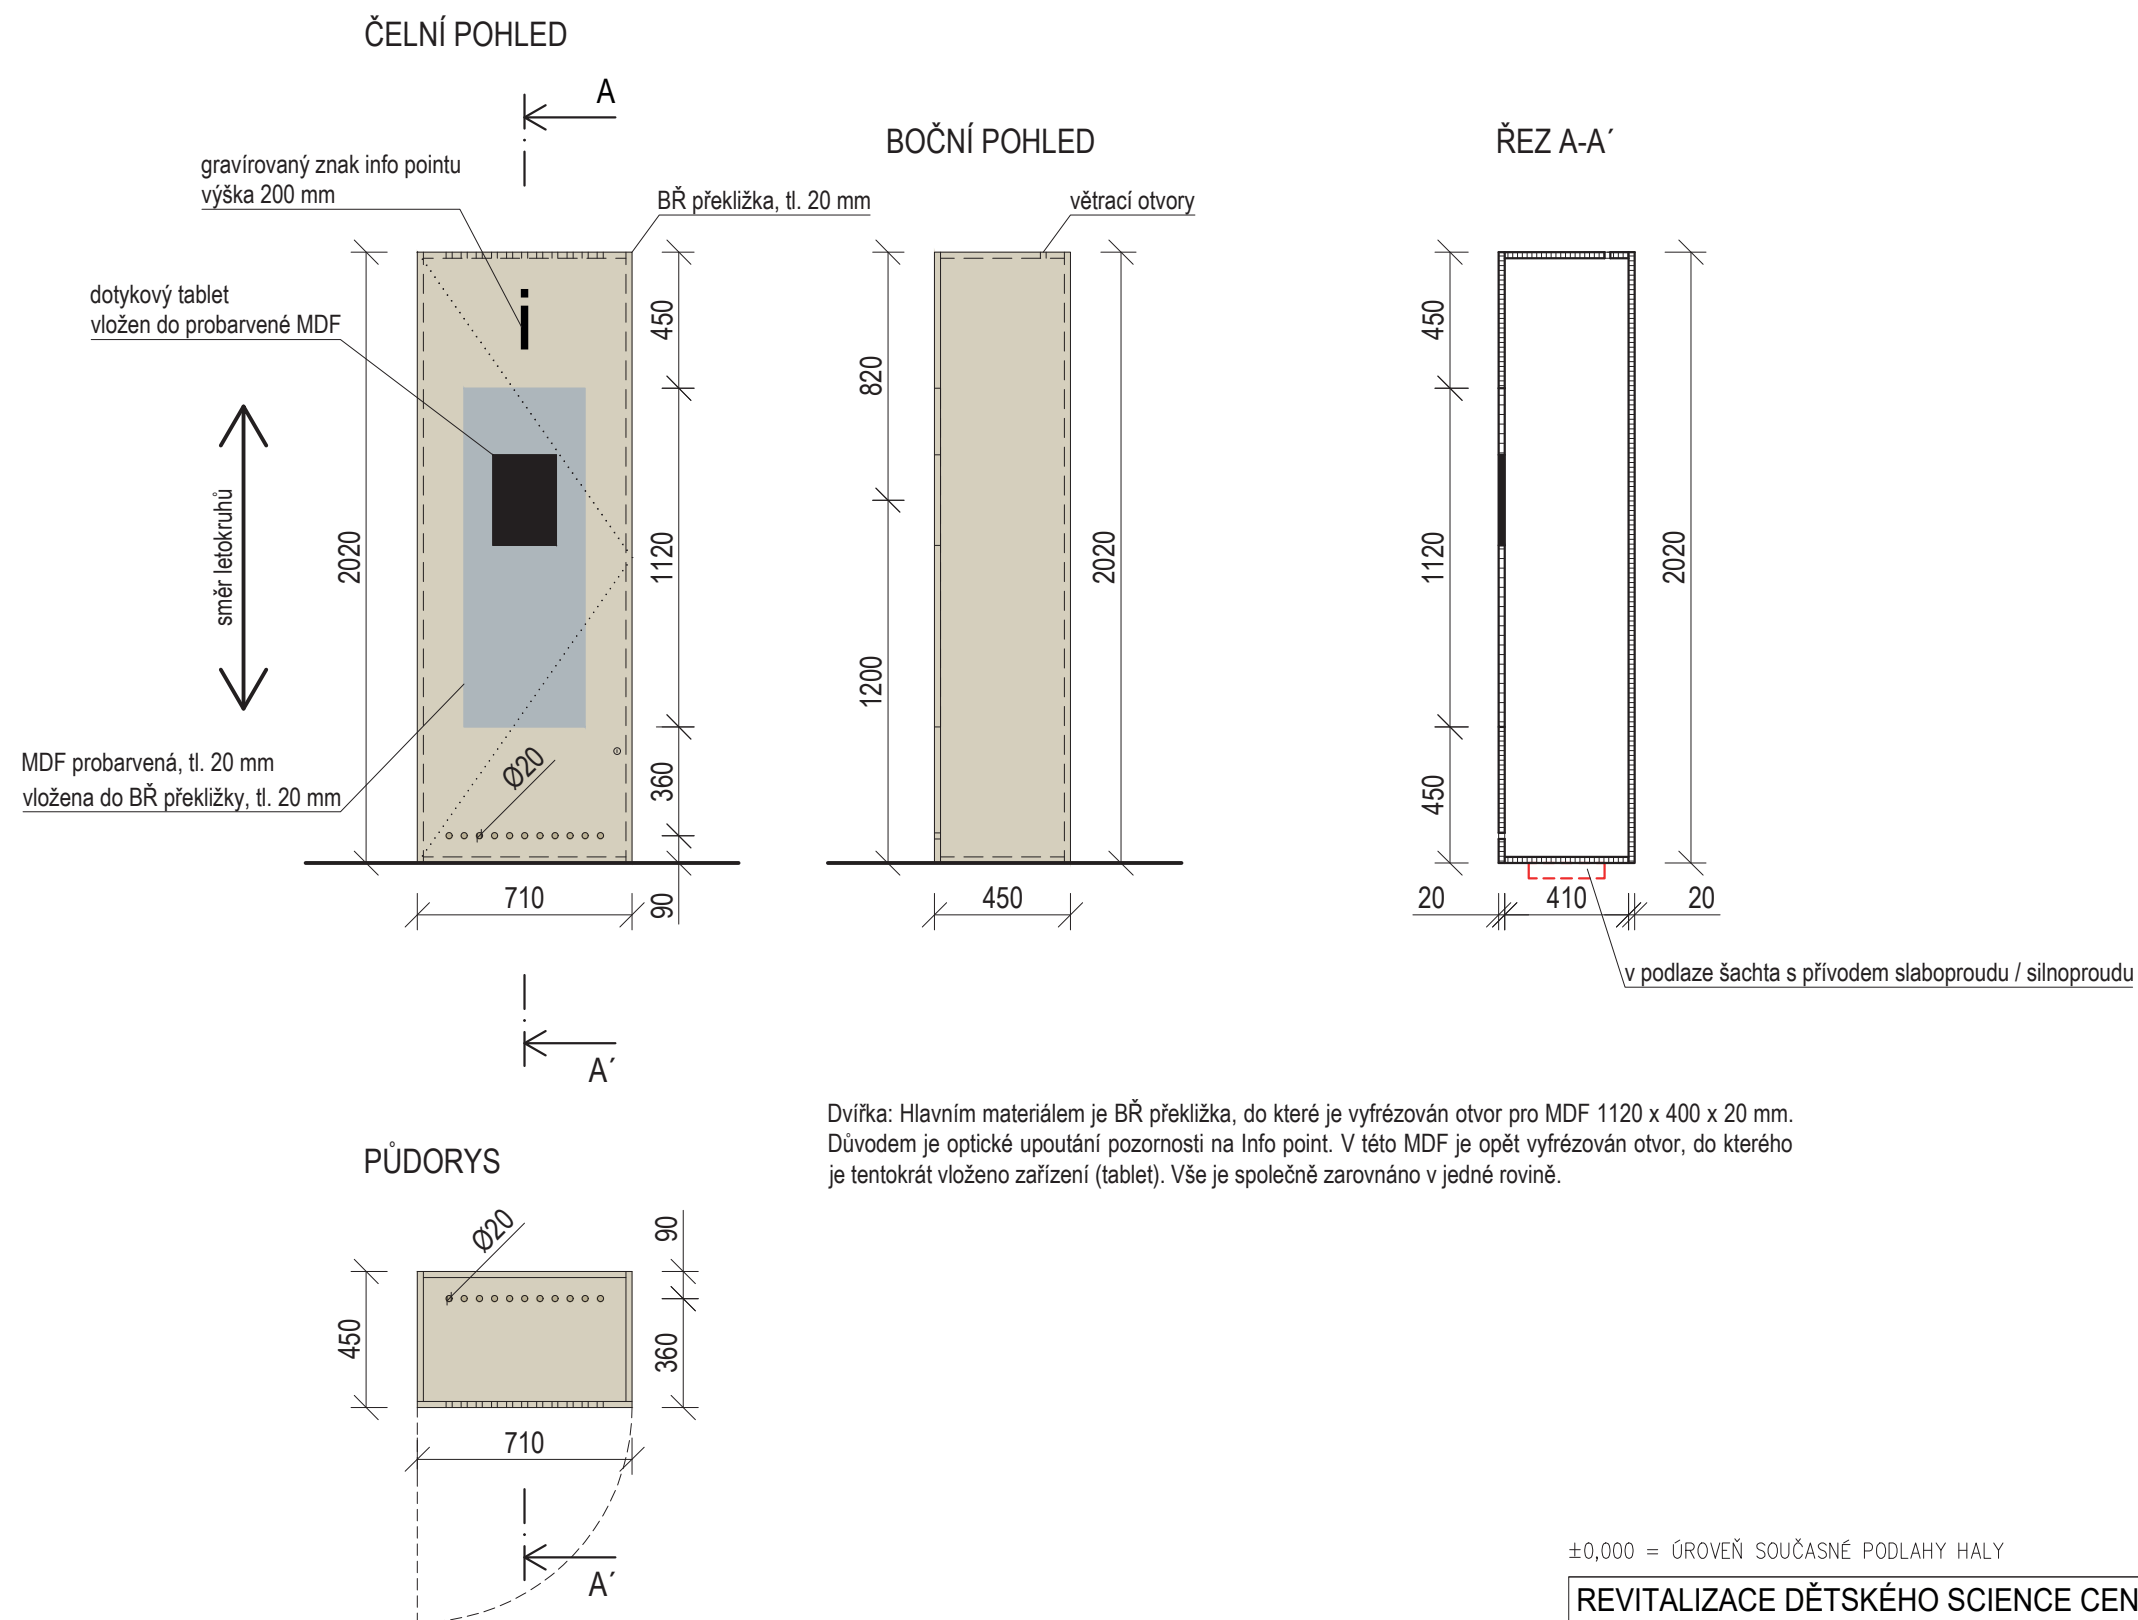 ČELNÍ POHLED
A
gravírovaný znak info pointu
výška 200 mm
BŘ překližka, tl. 20 mm
dotykový tablet
vložen do probarvené MDF
i
směr letokruhů
2020
450
1120
360
90
Ø20
710
MDF probarvená, tl. 20 mm
vložena do BŘ překližky, tl. 20 mm
A´
BOČNÍ POHLED
větrací otvory
820
1200
2020
450
ŘEZ A-A´
450
1120
450
2020
20
410
20
v podlaze šachta s přívodem slaboproudu / silnoproudu
Dvířka: Hlavním materiálem je BŘ překližka, do které je vyfrézován otvor pro MDF 1120 x 400 x 20 mm.
Důvodem je optické upoutání pozornosti na Info point. V této MDF je opět vyfrézován otvor, do kterého
je tentokrát vloženo zařízení (tablet). Vše je společně zarovnáno v jedné rovině.
PŮDORYS
Ø20
90
450
360
710
A´
±0,000 = ÚROVEŇ SOUČASNÉ PODLAHY HALY
REVITALIZACE DĚTSKÉHO SCIENCE CEN